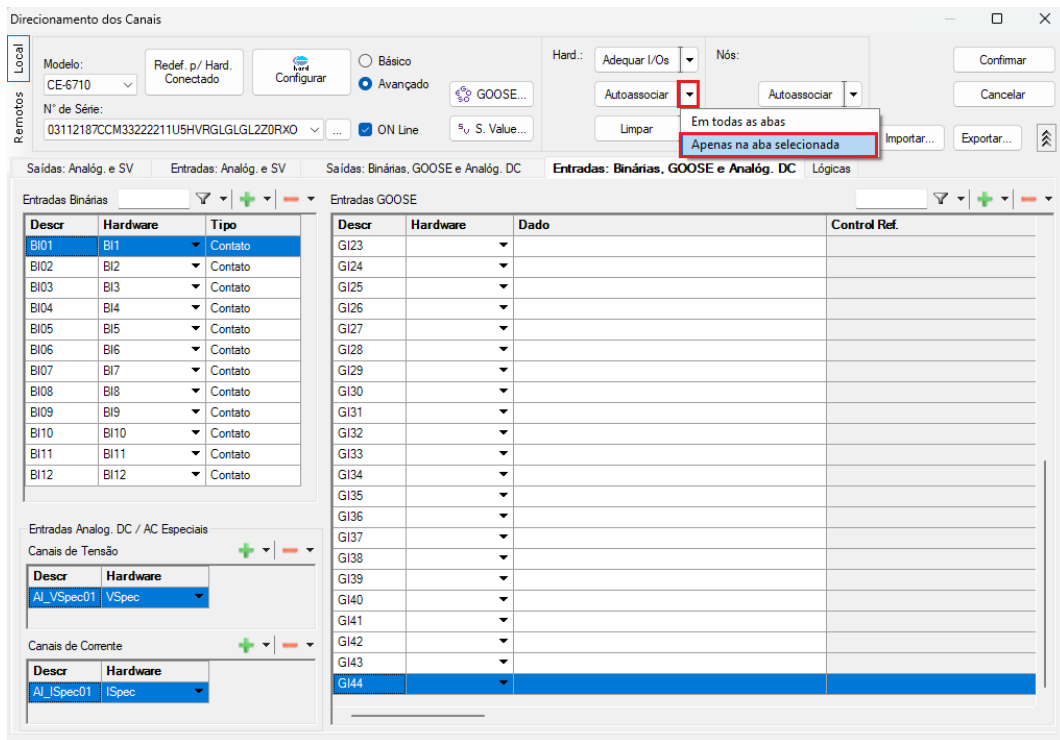 Direcionamento dos Canais
Local
Remotos
Modelo:
CE-6710
Redef. p/ Hard.
Conectado
hard
Configurar
Básico
Avançado
GOOSE...
N° de Série:
03112187CCM33222211U5HVRGLGLGL2Z0RXO
...
ON Line
S. Value...
Hard.:
Adequar I/Os
Autoassociar
Limpar
Nós:
Autoassociar
Em todas as abas
Apenas na aba selecionada
Importar...
Exportar...
Confirmar
Cancelar
Saídas: Analóg. e SV
Entradas: Analóg. e SV
Saídas: Binárias, GOOSE e Analóg. DC
Entradas: Binárias, GOOSE e Analóg. DC
Lógicas
Entradas Binárias
Descr Hardware Tipo
BI01 BI1 Contato
BI02 BI2 Contato
BI03 BI3 Contato
BI04 BI4 Contato
BI05 BI5 Contato
BI06 BI6 Contato
BI07 BI7 Contato
BI08 BI8 Contato
BI09 BI9 Contato
BI10 BI10 Contato
BI11 BI11 Contato
BI12 BI12 Contato
Entradas Analog. DC / AC Especiais
Canais de Tensão
Descr Hardware
AI_VSpec01 VSpec
Canais de Corrente
Descr Hardware
AI_ISpec01 ISpec
Entradas GOOSE
Descr Hardware Dado Control Ref.
GI23
GI24
GI25
GI26
GI27
GI28
GI29
GI30
GI31
GI32
GI33
GI34
GI35
GI36
GI37
GI38
GI39
GI40
GI41
GI42
GI43
GI44